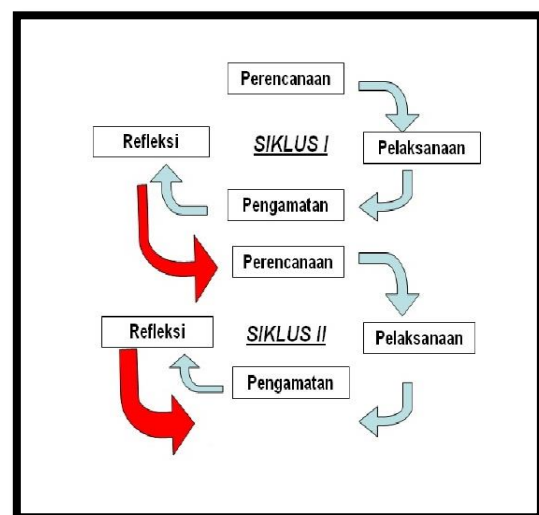 Perencanaan
Refleksi
SIKLUS I
Pelaksanaan
Pengamatan
Perencanaan
Refleksi
SIKLUS II
Pelaksanaan
Pengamatan